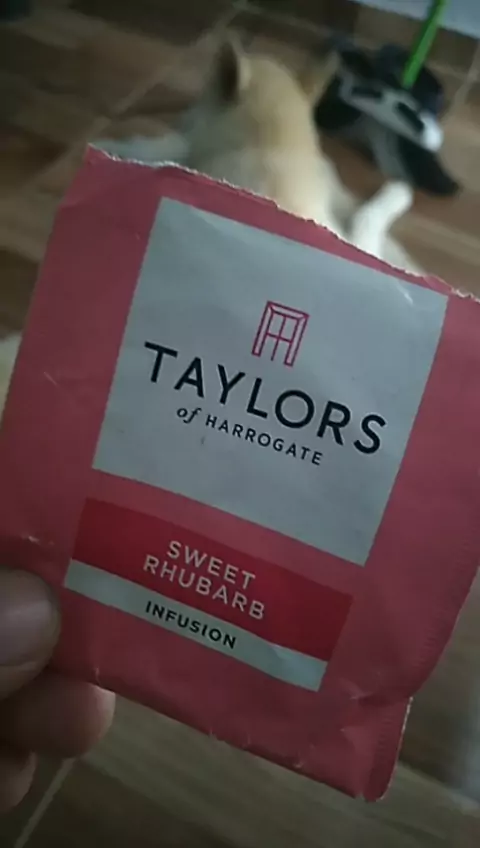 TAYLORS
of HARROGATE
SWEET
RHUBARB
INFUSION